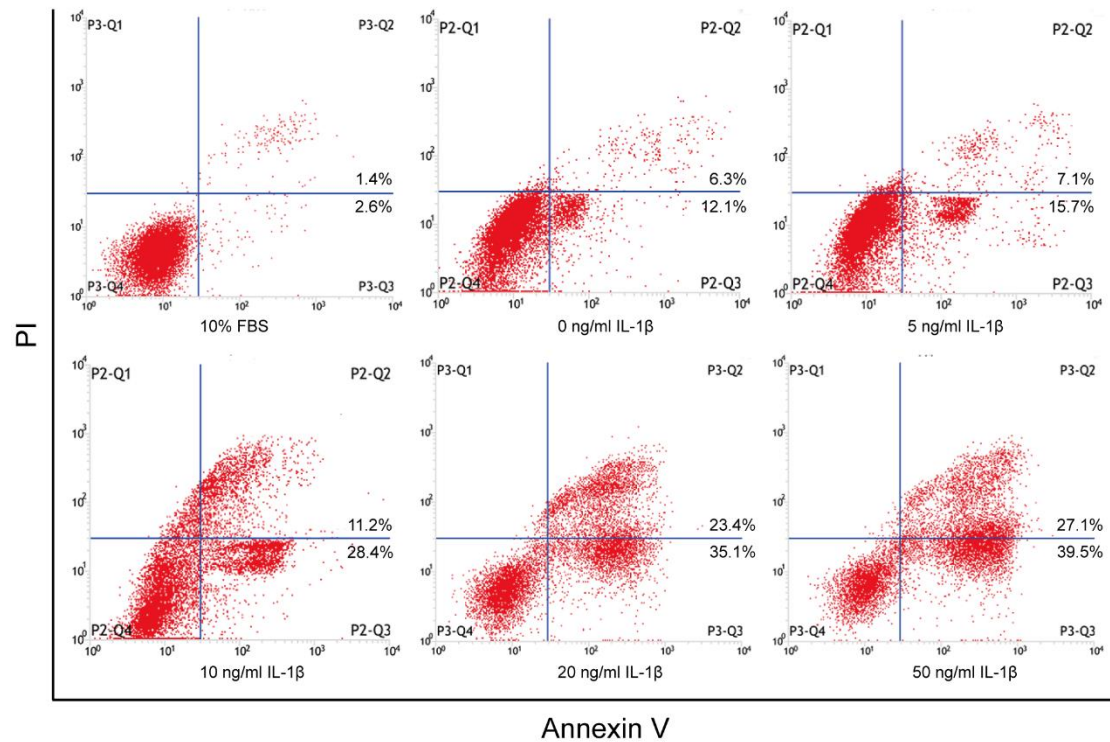 PI
10⁴
10³
10²
10¹
10⁰
P3-Q1
P3-Q2
1.4%
2.6%
P3-Q4
P3-Q3
10⁰ 10¹ 10² 10³ 10⁴
10% FBS
10⁴
10³
10²
10¹
10⁰
P2-Q1
P2-Q2
6.3%
12.1%
P2-Q4
P2-Q3
10⁰ 10¹ 10² 10³ 10⁴
0 ng/ml IL-1β
10⁴
10³
10²
10¹
10⁰
P2-Q1
P2-Q2
7.1%
15.7%
P2-Q4
P2-Q3
10⁰ 10¹ 10² 10³ 10⁴
5 ng/ml IL-1β
10⁴
10³
10²
10¹
10⁰
P2-Q1
P2-Q2
11.2%
28.4%
P2-Q4
P2-Q3
10⁰ 10¹ 10² 10³ 10⁴
10 ng/ml IL-1β
10⁴
10³
10²
10¹
10⁰
P3-Q1
P3-Q2
23.4%
35.1%
P3-Q4
P3-Q3
10⁰ 10¹ 10² 10³ 10⁴
20 ng/ml IL-1β
10⁴
10³
10²
10¹
10⁰
P3-Q1
P3-Q2
27.1%
39.5%
P3-Q4
P3-Q3
10⁰ 10¹ 10² 10³ 10⁴
50 ng/ml IL-1β
Annexin V